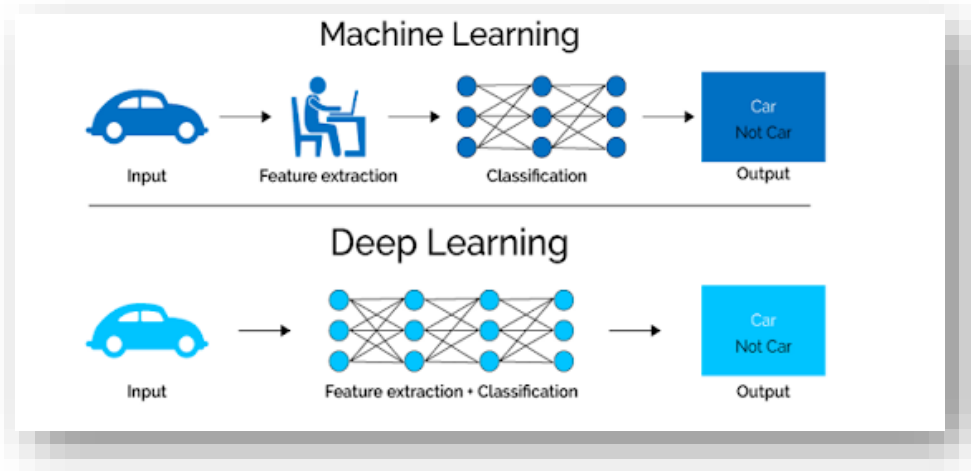 Machine Learning
Car
Not Car
Input
Feature extraction
Classification
Output
Deep Learning
Car
Not Car
Input
Feature extraction + Classification
Output